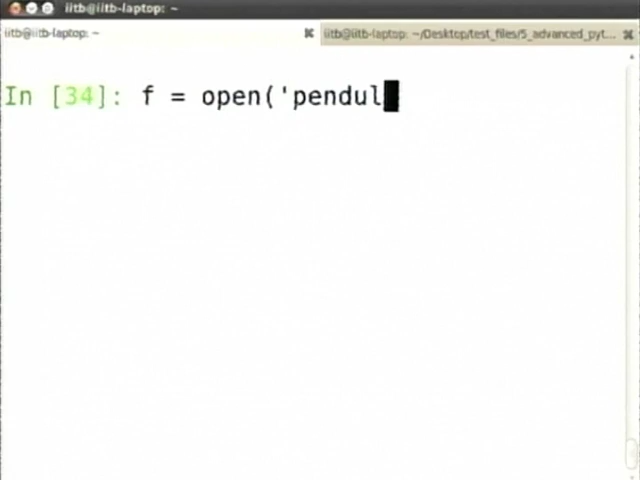 iitb@iitb-laptop: ~
iitb@iitb-laptop: ~
iitb@iitb-laptop: ~/Desktop/test_files/5_advanced_pyt...
In [34]: f = open('pendul